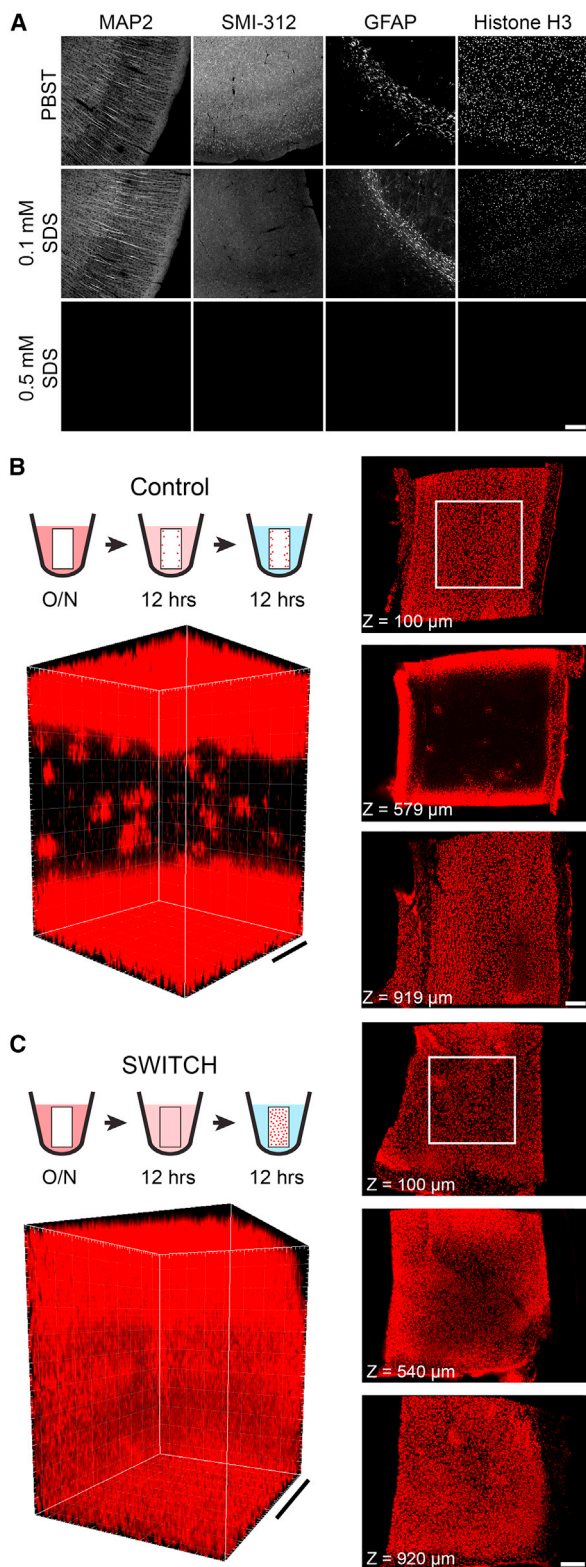 A
MAP2 SMI-312 GFAP Histone H3
PBST
0.1 mM
SDS
0.5 mM
SDS
B
Control
O/N 12 hrs 12 hrs
Z = 100 µm
Z = 579 µm
Z = 919 µm
C
SWITCH
O/N 12 hrs 12 hrs
Z = 100 µm
Z = 540 µm
Z = 920 µm